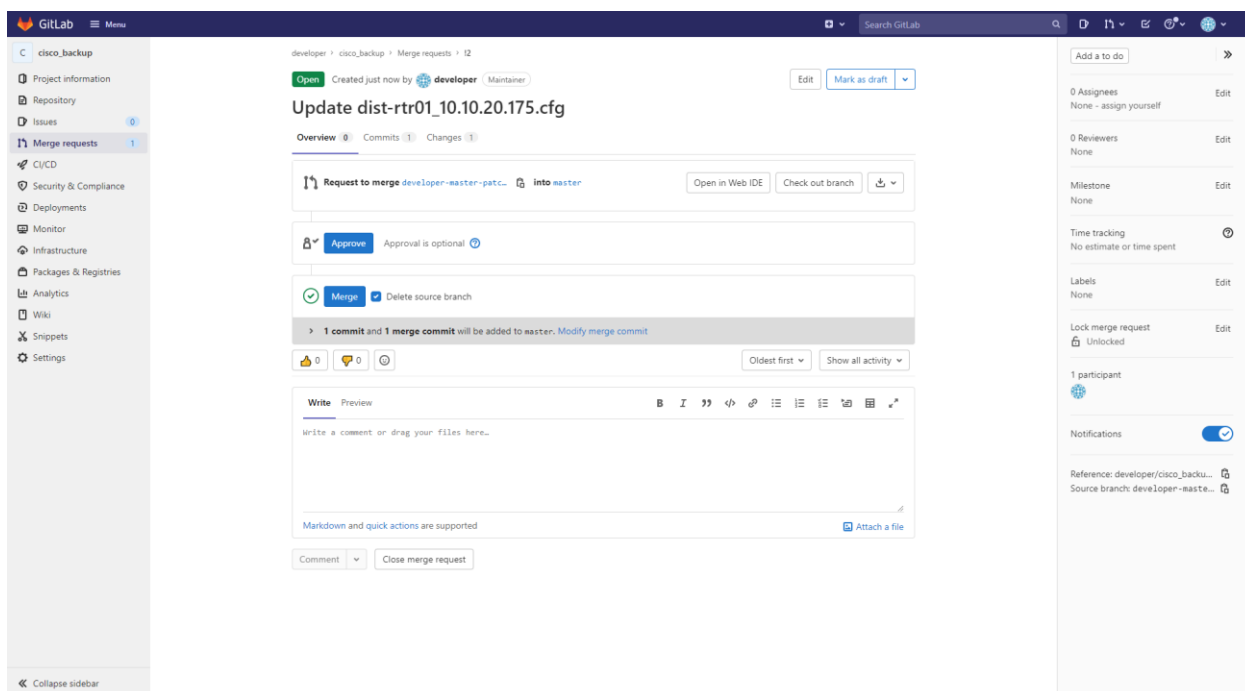 GitLab Menu Search GitLab
C cisco_backup
Project information
Repository
Issues 0
Merge requests 1
CI/CD
Security & Compliance
Deployments
Monitor
Infrastructure
Packages & Registries
Analytics
Wiki
Snippets
Settings
Collapse sidebar
developer › cisco_backup › Merge requests › !2
Open Created just now by developer Maintainer
Edit Mark as draft
Update dist-rtr01_10.10.20.175.cfg
Overview 0 Commits 1 Changes 1
Request to merge developer-master-patc… into master
Open in Web IDE Check out branch
Approve Approval is optional
Merge Delete source branch
1 commit and 1 merge commit will be added to master. Modify merge commit
0 0
Oldest first Show all activity
Write Preview
Write a comment or drag your files here…
Markdown and quick actions are supported
Attach a file
Comment Close merge request
Add a to do
0 Assignees Edit
None - assign yourself
0 Reviewers Edit
None
Milestone Edit
None
Time tracking
No estimate or time spent
Labels Edit
None
Lock merge request Edit
Unlocked
1 participant
Notifications
Reference: developer/cisco_backu…
Source branch: developer-maste…